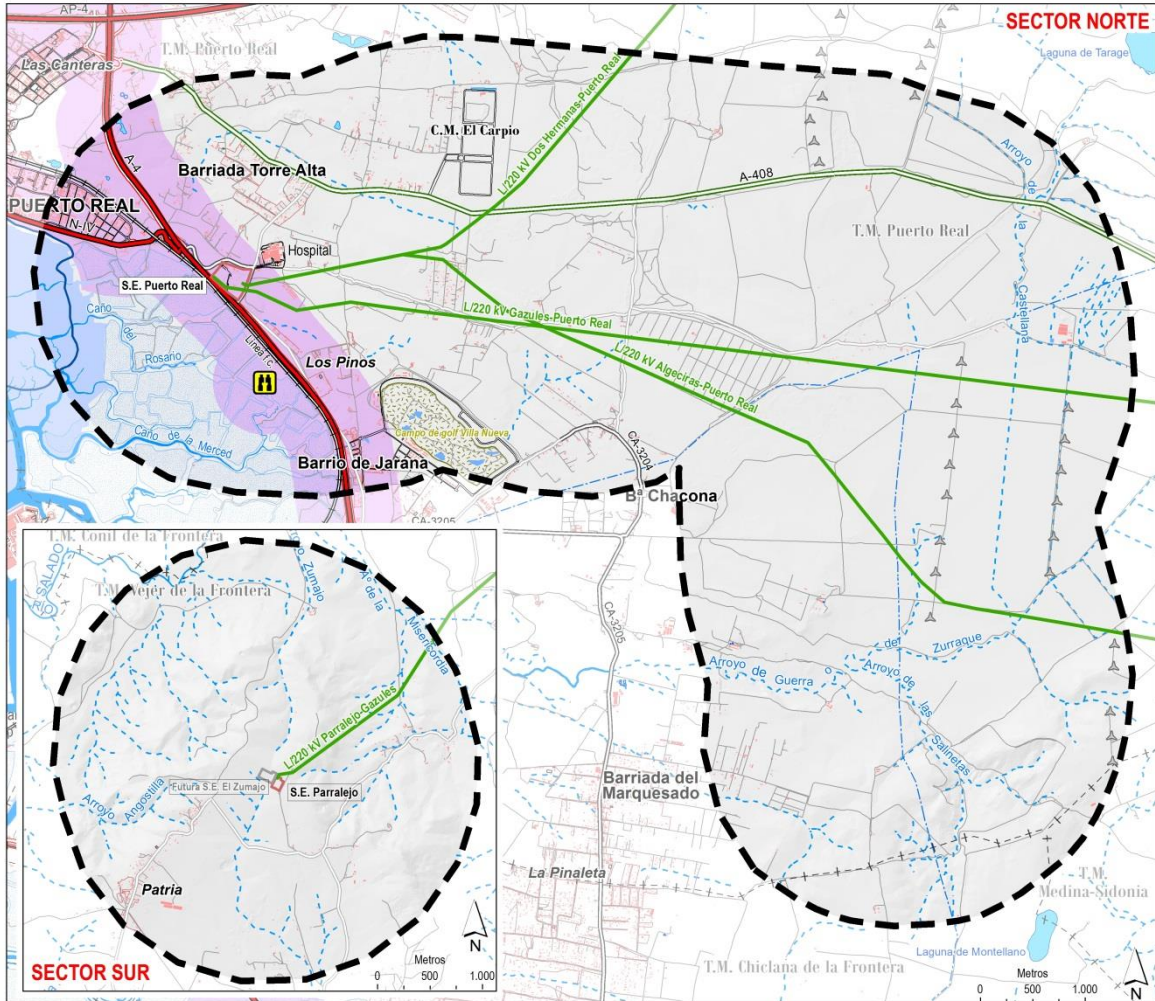 AP-4
SECTOR NORTE
T.M. Puerto Real
Las Canteras
Laguna de Tarage
A-4
C.M. El Carpio
L/220 kV Dos Hermanas-Puerto Real
Arroyo de la Castellana
Barriada Torre Alta
A-408
PUERTO REAL
N-IV
T.M. Puerto Real
Hospital
S.E. Puerto Real
Caño del Rosario
L/220 kV Gazules-Puerto Real
Línea f.c.
Los Pinos
L/220 kV Algeciras-Puerto Real
Campo de golf Villa Nueva
Caño de la Merced
Barrio de Jarana
CA-3204
Bª Chacona
CA-3205
T.M. Conil de la Frontera
Arroyo Zumajo
T.M. Vejer de la Frontera
Aº de la Misericordia
SALADO
CA-3205
de Zurraque
Arroyo de Guerra
Arroyo de las Salinetas
L/220 kV Parralejo-Gazules
Futura S.E. El Zumajo
S.E. Parralejo
Barriada del
Marquesado
Arroyo Angostilla
Patria
La Pinaleta
T.M.
Medina-Sidonia
Laguna de Montellano
T.M. Chiclana de la Frontera
SECTOR SUR
Metros
0 500 1.000
N
Metros
0 500 1.000
N